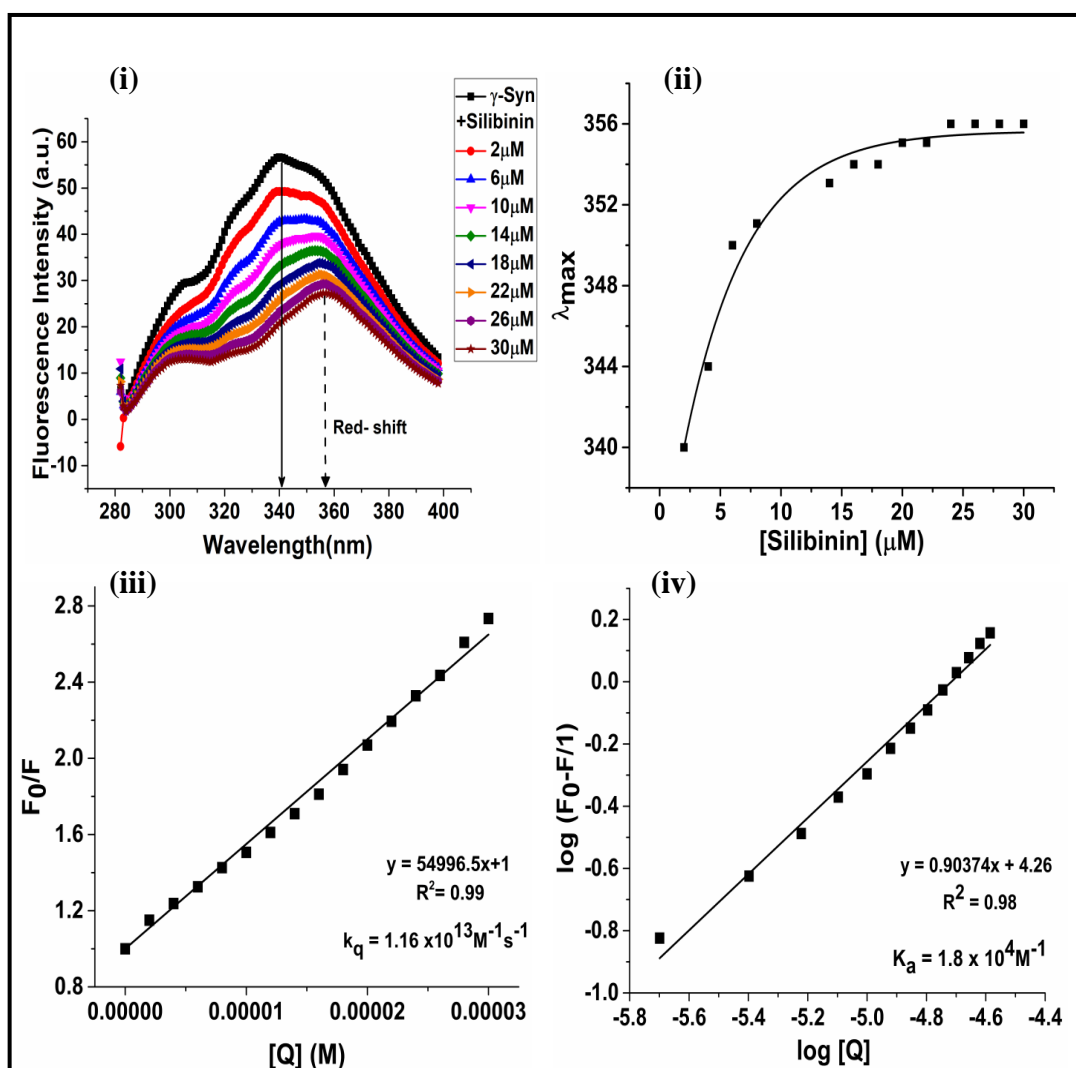 (i)
γ-Syn
+Silibinin
2μM
6μM
10μM
14μM
18μM
22μM
26μM
30μM
Fluorescence Intensity (a.u.)
60
50
40
30
20
10
0
-10
Red- shift
280 300 320 340 360 380 400
Wavelength(nm)
(ii)
λmax
356
352
348
344
340
0 5 10 15 20 25 30
[Silibinin] (μM)
(iii)
F0/F
2.8
2.4
2.0
1.6
1.2
0.8
y = 54996.5x+1
R2= 0.99
kq = 1.16 x1013M-1s-1
0.00000 0.00001 0.00002 0.00003
[Q] (M)
(iv)
log (F0-F/1)
0.2
0.0
-0.2
-0.4
-0.6
-0.8
-1.0
y = 0.90374x + 4.26
R2 = 0.98
Ka = 1.8 x 104M-1
-5.8 -5.6 -5.4 -5.2 -5.0 -4.8 -4.6 -4.4
log [Q]